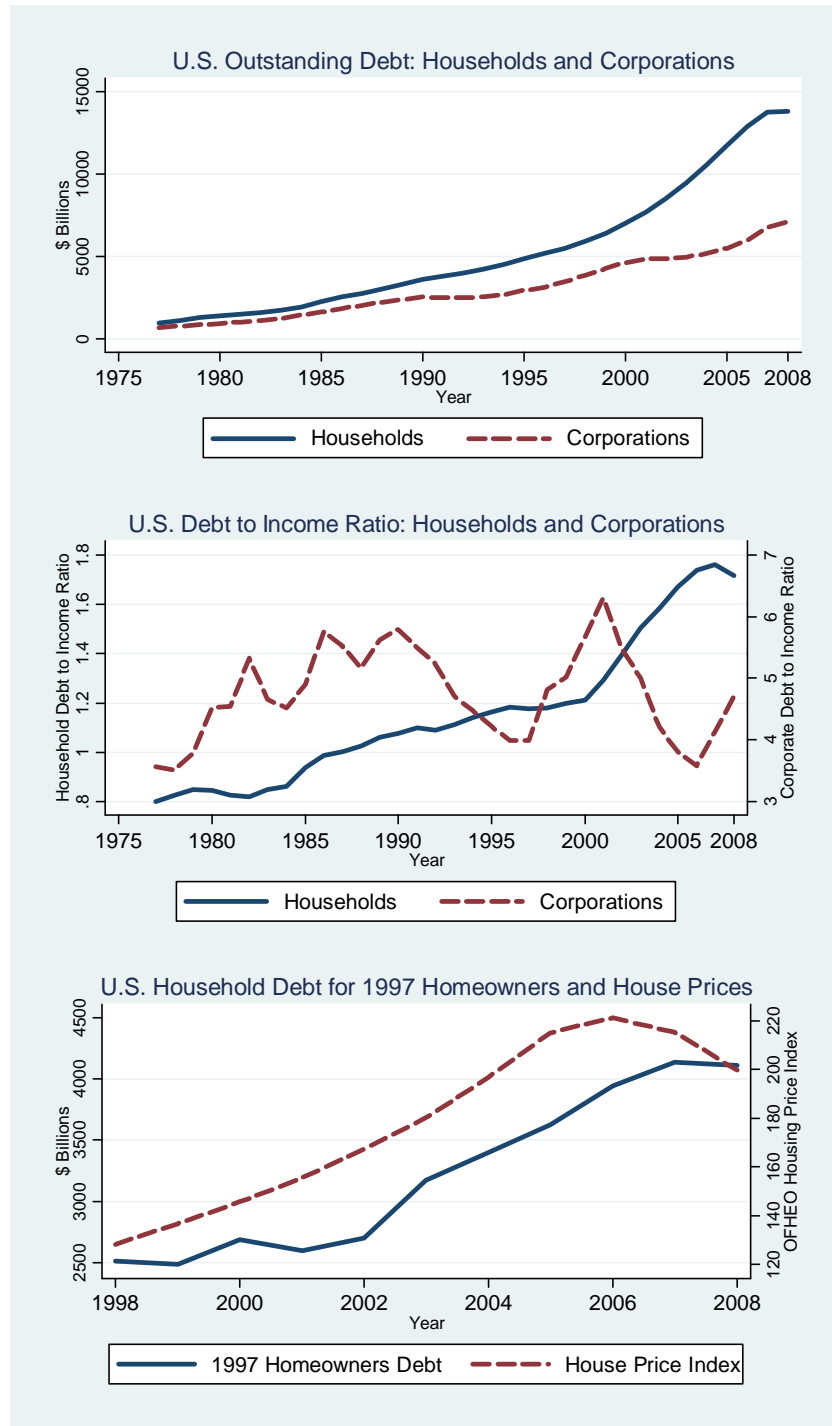 U.S. Outstanding Debt: Households and Corporations
15000
10000
5000
0
$ Billions
1975 1980 1985 1990 1995 2000 2005 2008
Year
Households Corporations
U.S. Debt to Income Ratio: Households and Corporations
1.8
1.6
1.4
1.2
1
.8
Household Debt to Income Ratio
7
6
5
4
3
Corporate Debt to Income Ratio
1975 1980 1985 1990 1995 2000 2005 2008
Year
Households Corporations
U.S. Household Debt for 1997 Homeowners and House Prices
4500
4000
3500
3000
2500
$ Billions
220
200
180
160
140
120
OFHEO Housing Price Index
1998 2000 2002 2004 2006 2008
Year
1997 Homeowners Debt House Price Index